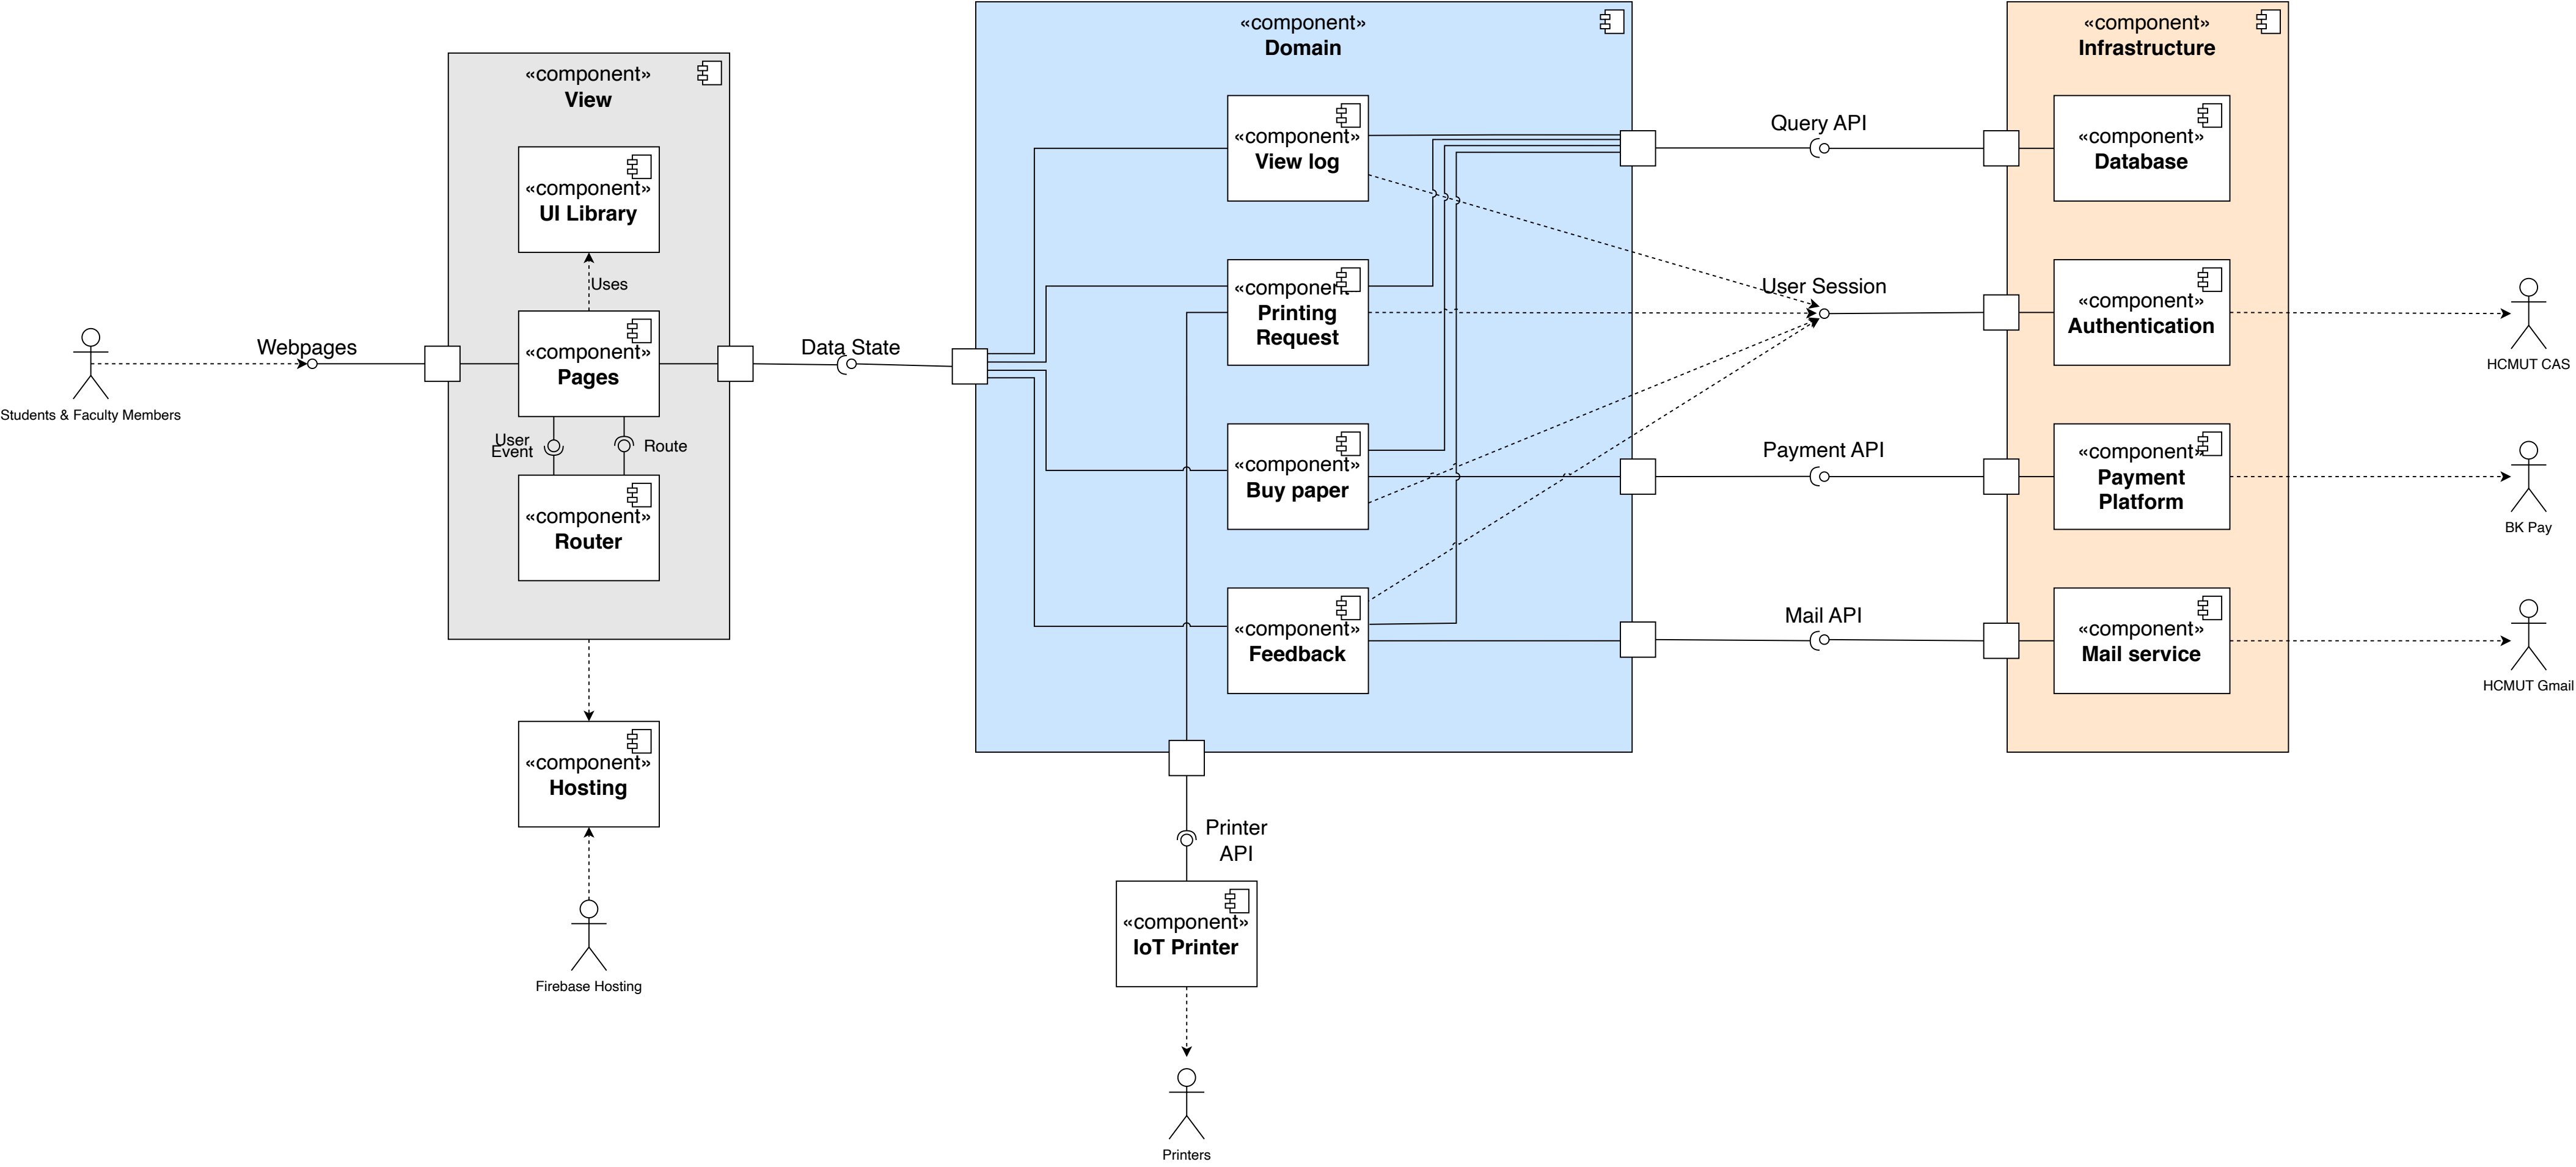 «component»
View
«component»
UI Library
Uses
«component»
Pages
User
Event
Route
«component»
Router
Webpages
Students & Faculty Members
Data State
«component»
Hosting
Firebase Hosting
«component»
Domain
«component»
View log
«component»
Printing
Request
«component»
Buy paper
«component»
Feedback
Printer
API
«component»
IoT Printer
Printers
Query API
User Session
Payment API
Mail API
«component»
Infrastructure
«component»
Database
«component»
Authentication
«component»
Payment
Platform
«component»
Mail service
HCMUT CAS
BK Pay
HCMUT Gmail